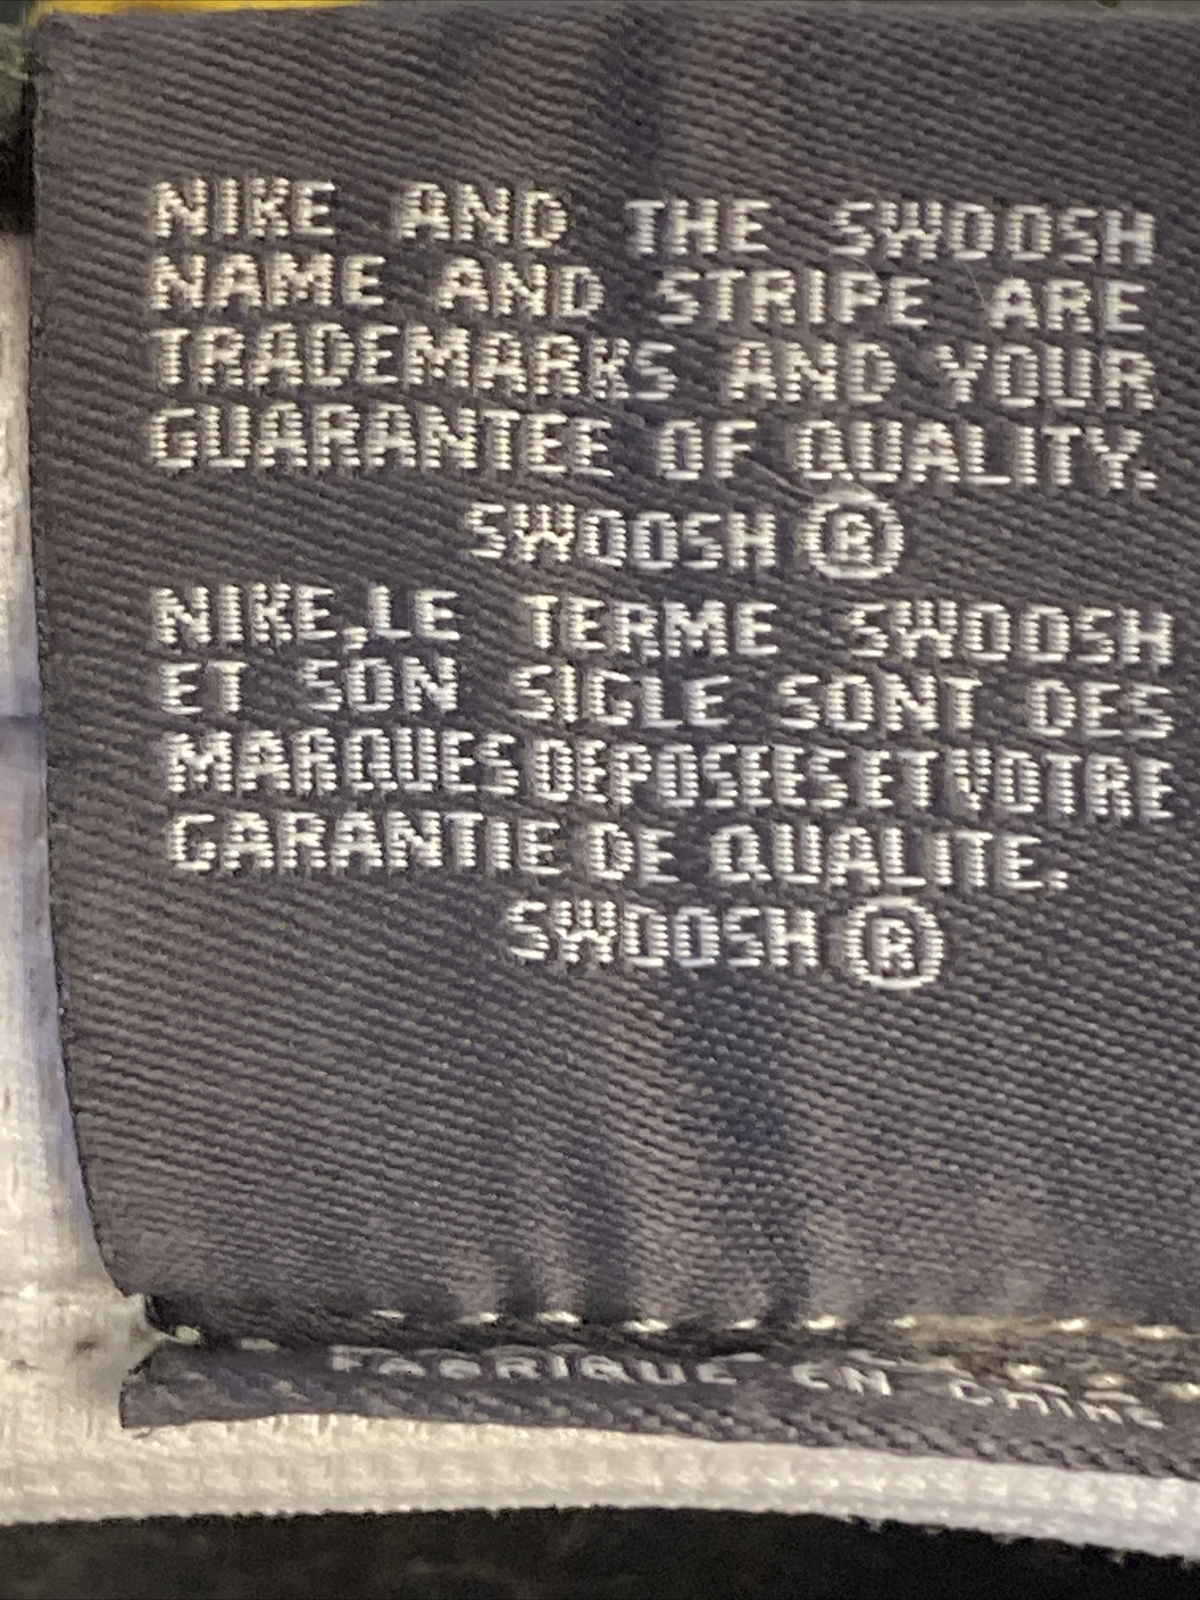 NIKE AND THE SWOOSH
NAME AND STRIPE ARE
TRADEMARKS AND YOUR
GUARANTEE OF QUALITY.
SWOOSH ®
NIKE,LE TERME SWOOSH
ET SON SIGLE SONT DES
MARQUES DEPOSEES ET VOTRE
GARANTIE DE QUALITE.
SWOOSH ®
FABRIQUE EN CHINE